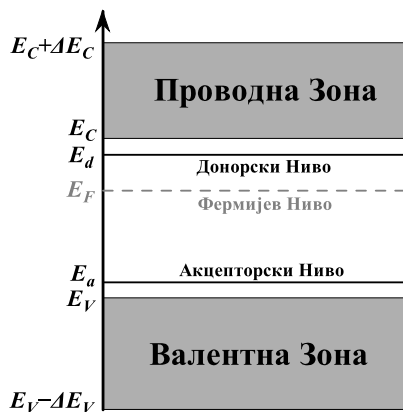 E_C+ΔE_C
Проводна Зона
E_C
E_d
Донорски Ниво
E_F
Фермијев Ниво
Акцепторски Ниво
E_a
E_V
Валентна Зона
E_V−ΔE_V